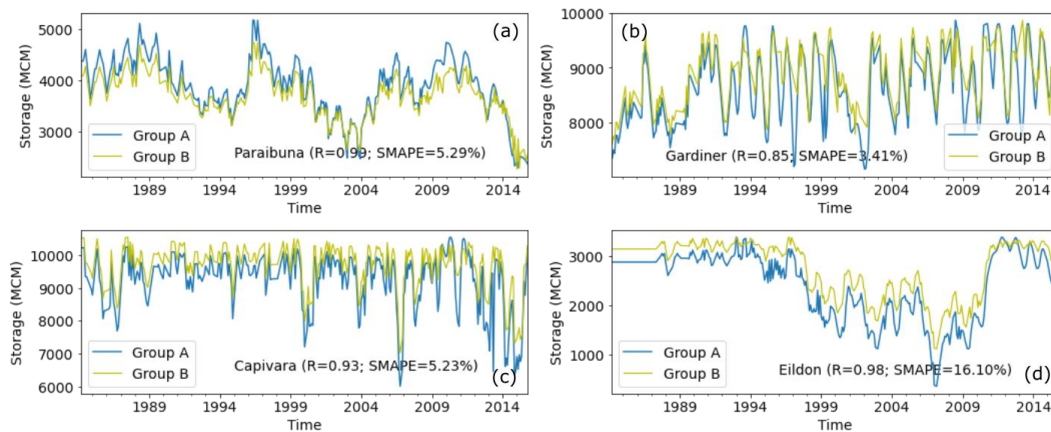 5000
4000
3000
Storage (MCM)
(a)
Group A
Group B
Paraibuna (R=0.99; SMAPE=5.29%)
1989 1994 1999 2004 2009 2014
Time
10000
9000
8000
Storage (MCM)
(b)
Gardiner (R=0.85; SMAPE=3.41%)
Group A
Group B
1989 1994 1999 2004 2009 2014
Time
10000
9000
8000
7000
6000
Storage (MCM)
Group A
Group B
Capivara (R=0.93; SMAPE=5.23%)
(c)
1989 1994 1999 2004 2009 2014
Time
3000
2000
1000
Storage (MCM)
Group A
Group B
Eildon (R=0.98; SMAPE=16.10%)
(d)
1989 1994 1999 2004 2009 2014
Time